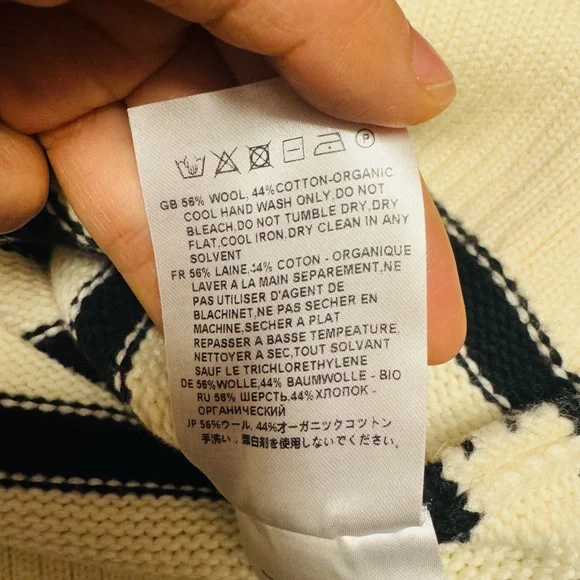 P
GB 56% WOOL, 44%COTTON-ORGANIC
COOL HAND WASH ONLY,DO NOT
BLEACH,DO NOT TUMBLE DRY,DRY
FLAT,COOL IRON,DRY CLEAN IN ANY
SOLVENT
FR 56% LAINE,44% COTON - ORGANIQUE
LAVER A LA MAIN SEPAREMENT,NE
PAS UTILISER D'AGENT DE
BLACHINET,NE PAS SECHER EN
MACHINE,SECHER A PLAT
REPASSER A BASSE TEMPFEATURE,
NETTOYER A SEC,TOUT SOLVANT
SAUF LE TRICHLORETHYLENE
DE 56%WOLLE,44% BAUMWOLLE - BIO
RU 56% ШЕРСТЬ,44% ХЛОПОК -
ОРГАНИЧЕСКИЙ
JP 56%ウール, 44%オーガニックコットン
手洗い, 漂白剤を使用しないでください。